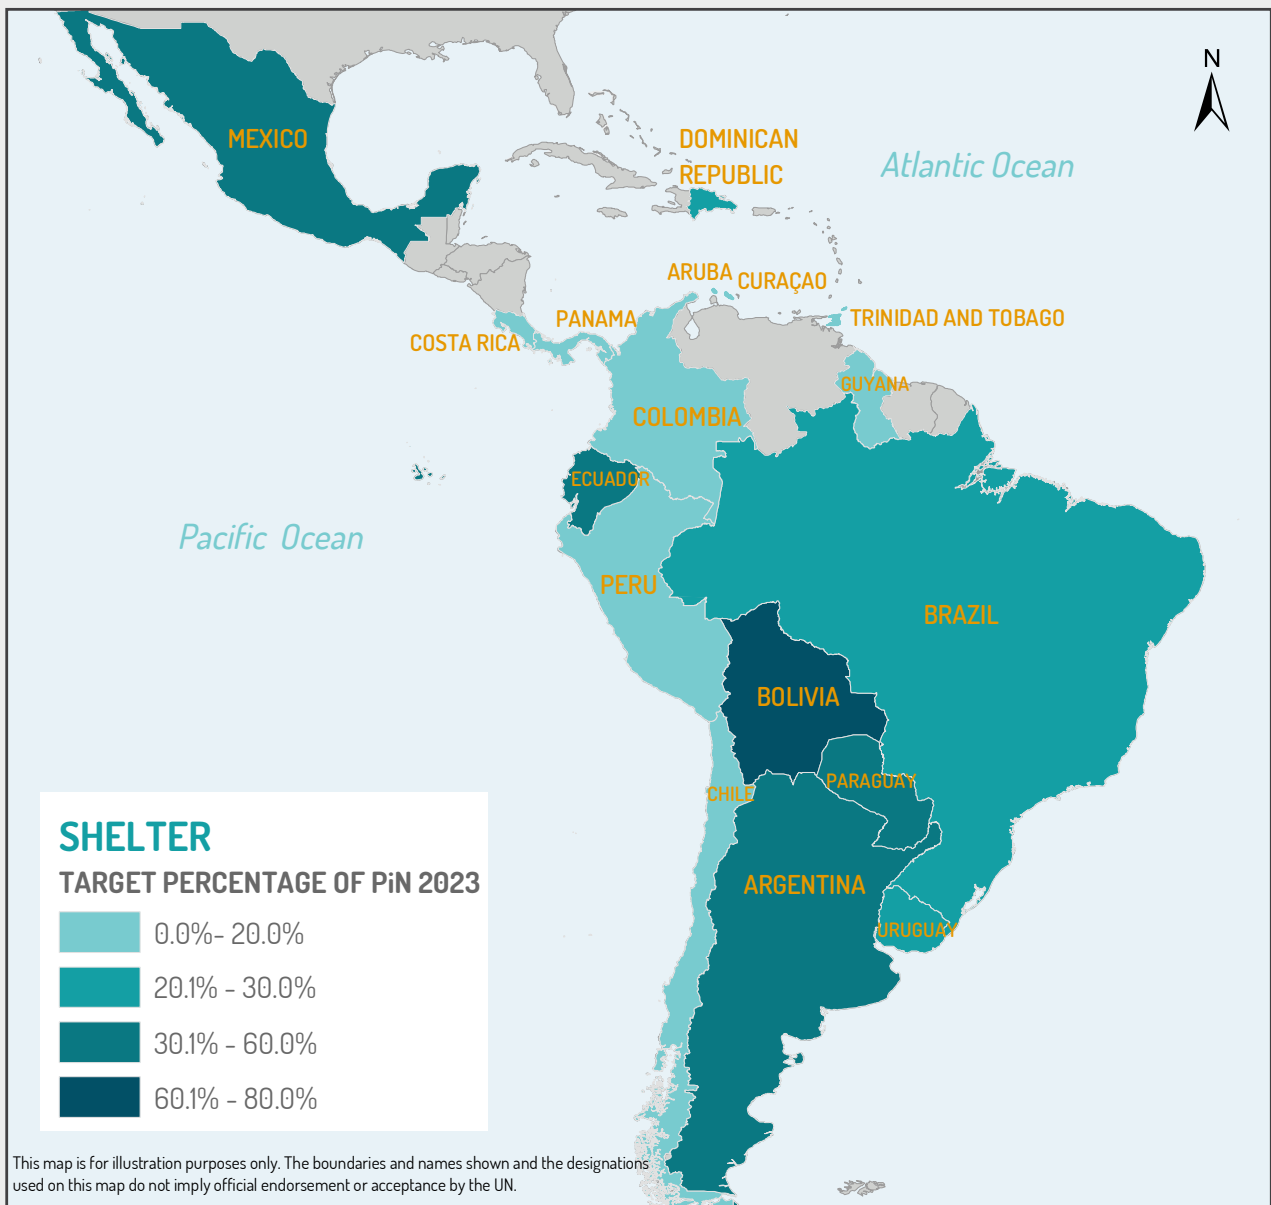 N
MEXICO
DOMINICAN
REPUBLIC
Atlantic Ocean
ARUBA
CURAÇAO
PANAMA
TRINIDAD AND TOBAGO
COSTA RICA
GUYANA
COLOMBIA
ECUADOR
Pacific Ocean
PERU
BRAZIL
BOLIVIA
PARAGUAY
CHILE
ARGENTINA
URUGUAY
SHELTER
TARGET PERCENTAGE OF PiN 2023
0.0%- 20.0%
20.1% - 30.0%
30.1% - 60.0%
60.1% - 80.0%
This map is for illustration purposes only. The boundaries and names shown and the designations
used on this map do not imply official endorsement or acceptance by the UN.